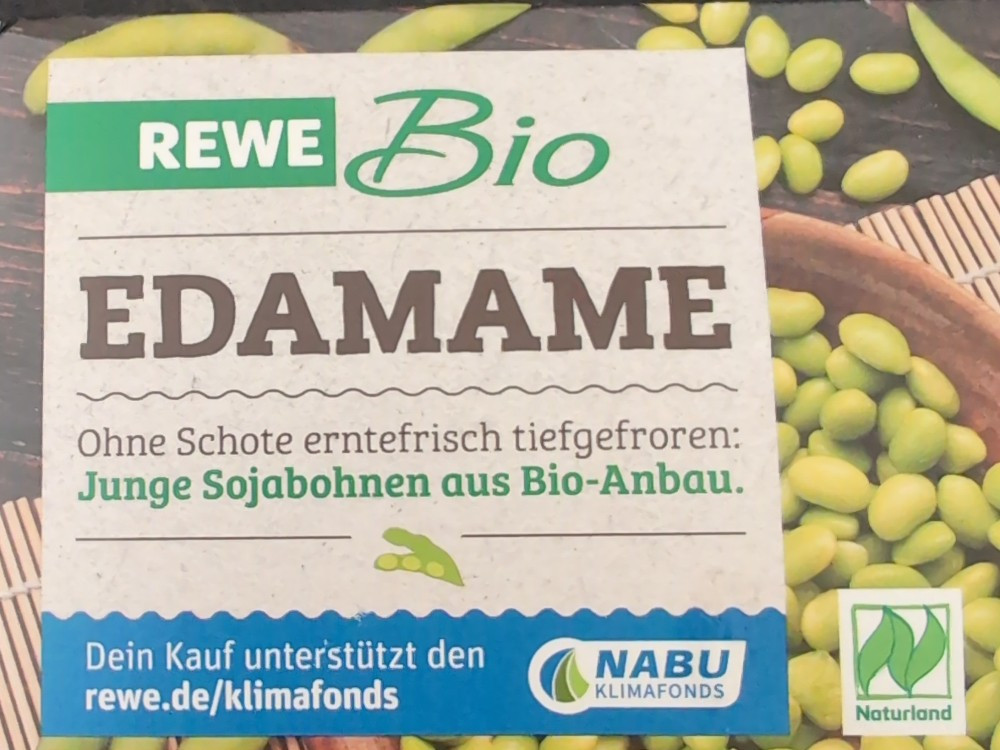 REWE Bio
EDAMAME
Ohne Schote erntefrisch tiefgefroren:
Junge Sojabohnen aus Bio-Anbau.
Dein Kauf unterstützt den
rewe.de/klimafonds
NABU
KLIMAFONDS
Naturland